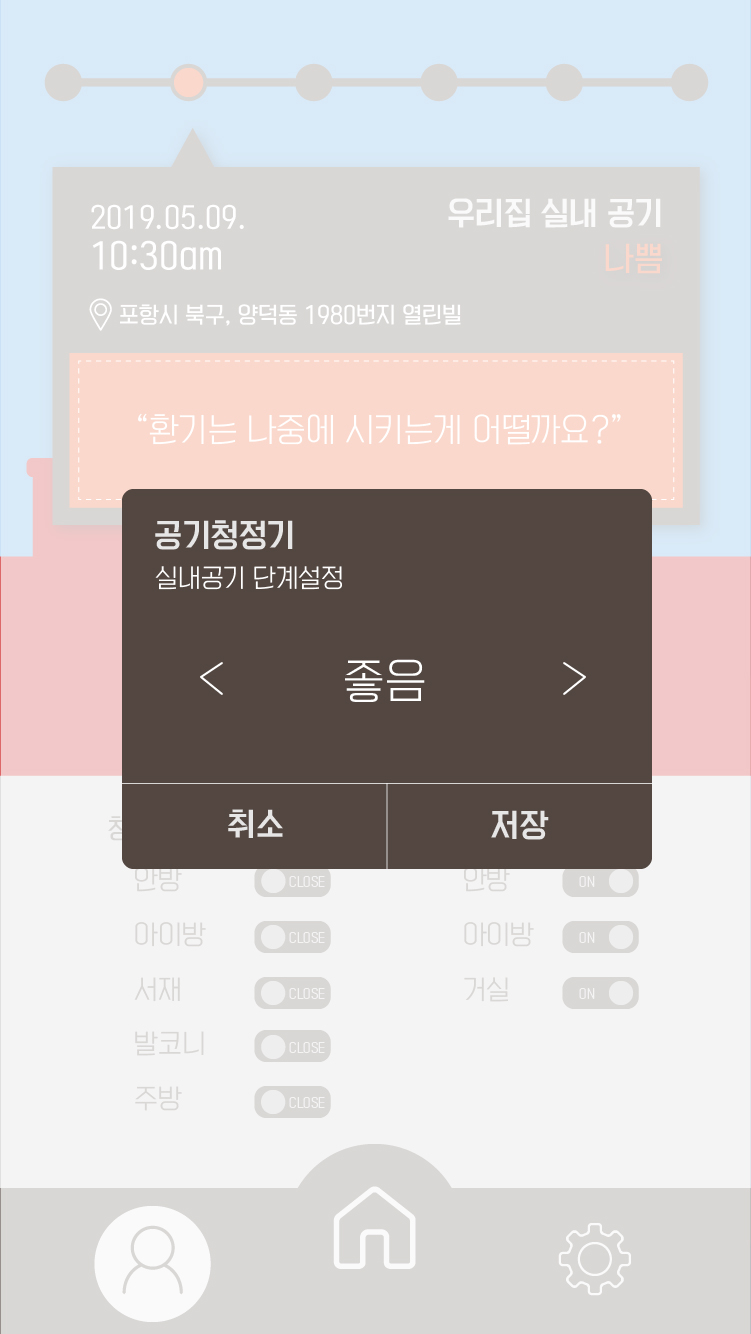 2019.05.09.
10:30am
우리집 실내 공기
나쁨
포항시 북구, 양덕동 1980번지 열린빌
“환기는 나중에 시키는게 어떨까요?”
공기청정기
실내공기 단계설정
< 좋음 >
취소 저장
안방 CLOSE 안방 ON
아이방 CLOSE 아이방 ON
서재 CLOSE 거실 ON
발코니 CLOSE
주방 CLOSE